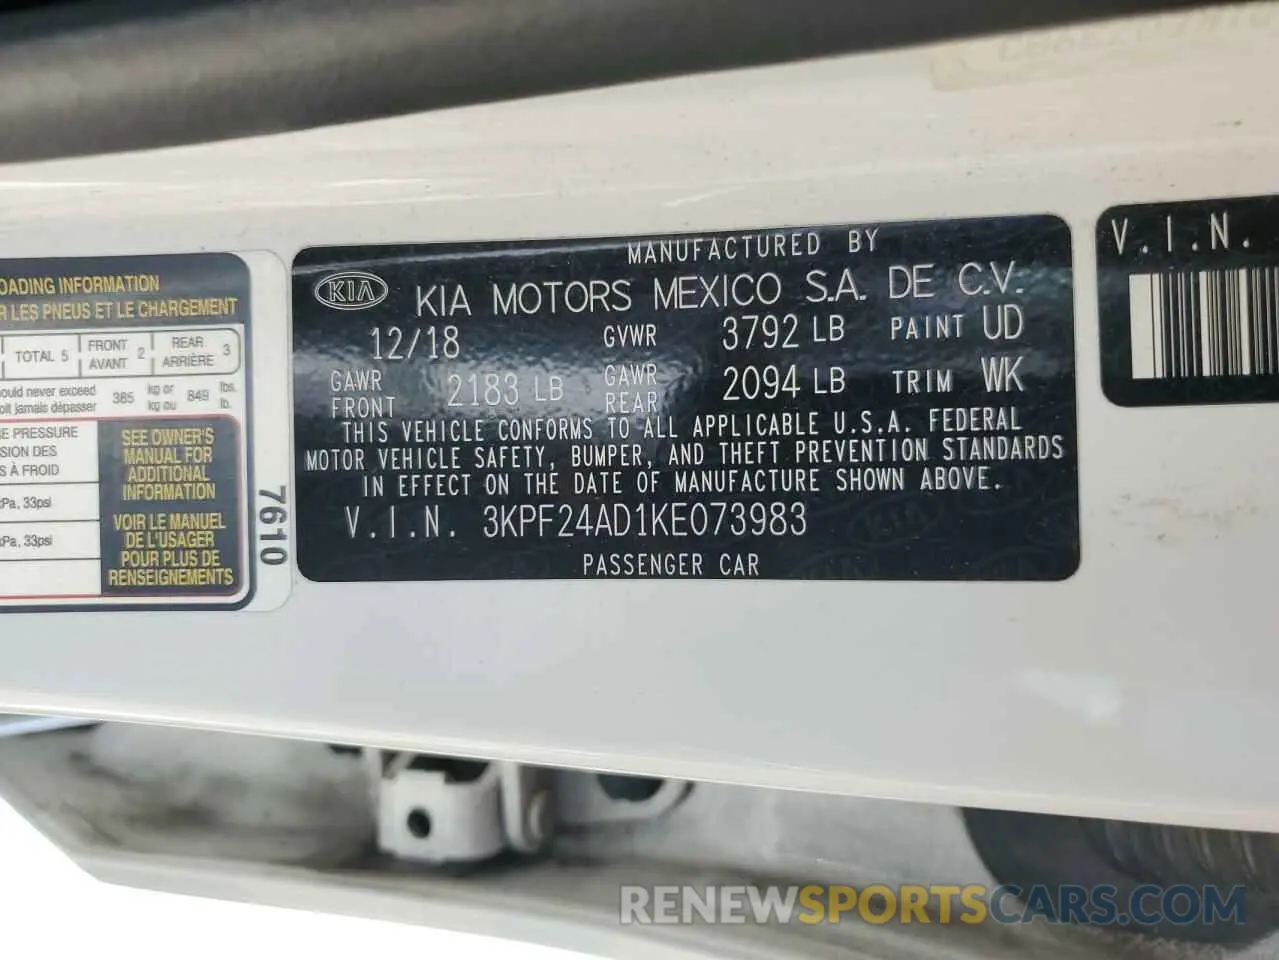 OADING INFORMATION
R LES PNEUS ET LE CHARGEMENT
TOTAL 5 FRONT AVANT 2 REAR ARRIÈRE 3
ould never exceed
oit jamais dépasser 385 kg or kg ou 849 lbs. lb.
E PRESSURE
SION DES
S À FROID
kPa, 33psi
kPa, 33psi
SEE OWNER'S
MANUAL FOR
ADDITIONAL
INFORMATION
VOIR LE MANUEL
DE L'USAGER
POUR PLUS DE
RENSEIGNEMENTS
7610
MANUFACTURED BY
KIA KIA MOTORS MEXICO S.A. DE C.V.
12/18 GVWR 3792 LB PAINT UD
GAWR FRONT 2183 LB GAWR REAR 2094 LB TRIM WK
THIS VEHICLE CONFORMS TO ALL APPLICABLE U.S.A. FEDERAL
MOTOR VEHICLE SAFETY, BUMPER, AND THEFT PREVENTION STANDARDS
IN EFFECT ON THE DATE OF MANUFACTURE SHOWN ABOVE.
V.I.N. 3KPF24AD1KE073983
PASSENGER CAR
V.I.N.
RENEWSPORTSCARS.COM